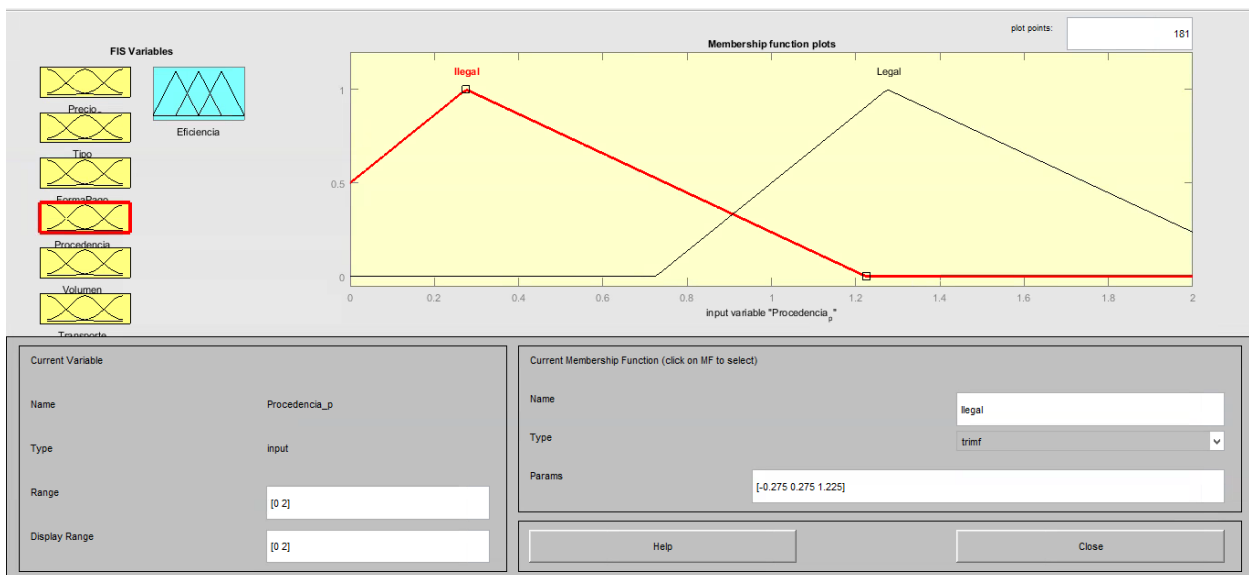 plot points:
181
FIS Variables
Membership function plots
Precio_
Tipo
FormaPago
Procedencia
Volumen
Transporte
Eficiencia
Ilegal
Legal
1
0.5
0
0
0.2
0.4
0.6
0.8
1
1.2
1.4
1.6
1.8
2
input variable "Procedencia_p"
Current Variable
Name
Procedencia_p
Type
input
Range
[0 2]
Display Range
[0 2]
Current Membership Function (click on MF to select)
Name
Ilegal
Type
trimf
Params
[-0.275 0.275 1.225]
Help
Close